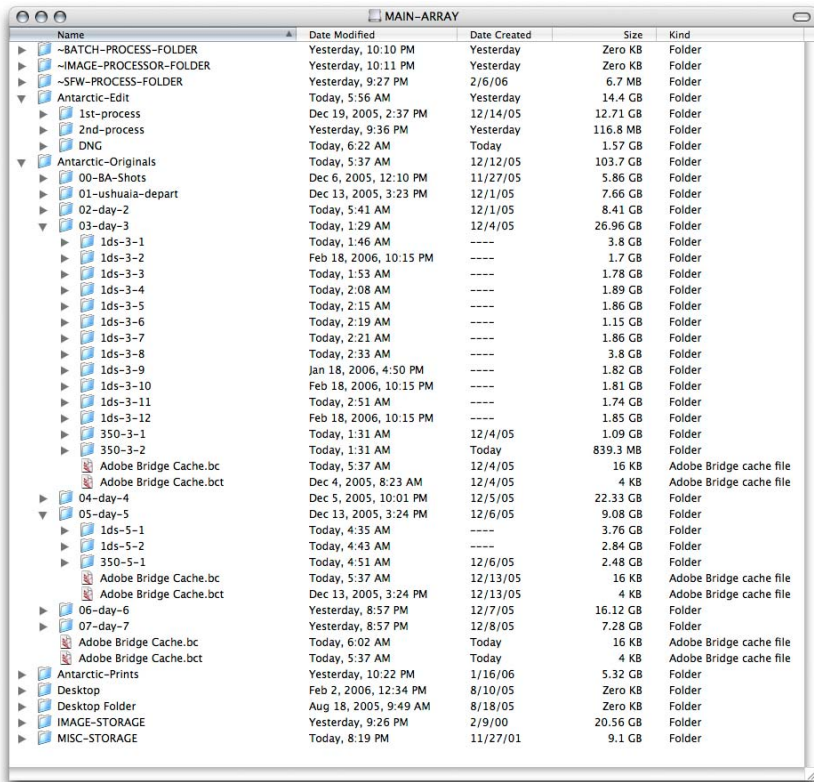 MAIN-ARRAY
Name Date Modified Date Created Size Kind
~BATCH-PROCESS-FOLDER Yesterday, 10:10 PM Yesterday Zero KB Folder
~IMAGE-PROCESSOR-FOLDER Yesterday, 10:11 PM Yesterday Zero KB Folder
~SFW-PROCESS-FOLDER Yesterday, 9:27 PM 2/6/06 6.7 MB Folder
Antarctic-Edit Today, 5:56 AM Yesterday 14.4 GB Folder
1st-process Dec 19, 2005, 2:37 PM 12/14/05 12.71 GB Folder
2nd-process Yesterday, 9:36 PM Yesterday 116.8 MB Folder
DNG Today, 6:22 AM Today 1.57 GB Folder
Antarctic-Originals Today, 5:37 AM 12/12/05 103.7 GB Folder
00-BA-Shots Dec 6, 2005, 12:10 PM 11/27/05 5.86 GB Folder
01-ushuaia-depart Dec 13, 2005, 3:23 PM 12/1/05 7.66 GB Folder
02-day-2 Today, 5:41 AM 12/1/05 8.41 GB Folder
03-day-3 Today, 1:29 AM 12/4/05 26.96 GB Folder
1ds-3-1 Today, 1:46 AM ---- 3.8 GB Folder
1ds-3-2 Feb 18, 2006, 10:15 PM ---- 1.7 GB Folder
1ds-3-3 Today, 1:53 AM ---- 1.78 GB Folder
1ds-3-4 Today, 2:08 AM ---- 1.89 GB Folder
1ds-3-5 Today, 2:15 AM ---- 1.86 GB Folder
1ds-3-6 Today, 2:19 AM ---- 1.15 GB Folder
1ds-3-7 Today, 2:21 AM ---- 1.86 GB Folder
1ds-3-8 Today, 2:33 AM ---- 3.8 GB Folder
1ds-3-9 Jan 18, 2006, 4:50 PM ---- 1.82 GB Folder
1ds-3-10 Feb 18, 2006, 10:15 PM ---- 1.81 GB Folder
1ds-3-11 Today, 2:51 AM ---- 1.74 GB Folder
1ds-3-12 Feb 18, 2006, 10:15 PM ---- 1.85 GB Folder
350-3-1 Today, 1:31 AM 12/4/05 1.09 GB Folder
350-3-2 Today, 1:31 AM Today 839.3 MB Folder
Adobe Bridge Cache.bc Today, 5:37 AM 12/4/05 16 KB Adobe Bridge cache file
Adobe Bridge Cache.bct Dec 4, 2005, 8:23 AM 12/4/05 4 KB Adobe Bridge cache file
04-day-4 Dec 5, 2005, 10:01 PM 12/5/05 22.33 GB Folder
05-day-5 Dec 13, 2005, 3:24 PM 12/6/05 9.08 GB Folder
1ds-5-1 Today, 4:35 AM ---- 3.76 GB Folder
1ds-5-2 Today, 4:43 AM ---- 2.84 GB Folder
350-5-1 Today, 4:51 AM 12/6/05 2.48 GB Folder
Adobe Bridge Cache.bc Today, 5:37 AM 12/13/05 16 KB Adobe Bridge cache file
Adobe Bridge Cache.bct Dec 13, 2005, 3:24 PM 12/13/05 4 KB Adobe Bridge cache file
06-day-6 Yesterday, 8:57 PM 12/7/05 16.12 GB Folder
07-day-7 Yesterday, 8:57 PM 12/8/05 7.28 GB Folder
Adobe Bridge Cache.bc Today, 6:02 AM Today 16 KB Adobe Bridge cache file
Adobe Bridge Cache.bct Today, 5:37 AM Today 4 KB Adobe Bridge cache file
Antarctic-Prints Yesterday, 10:22 PM 1/16/06 5.32 GB Folder
Desktop Feb 2, 2006, 12:34 PM 8/10/05 Zero KB Folder
Desktop Folder Aug 18, 2005, 9:49 AM 8/18/05 Zero KB Folder
IMAGE-STORAGE Yesterday, 9:26 PM 2/9/00 20.56 GB Folder
MISC-STORAGE Today, 8:19 PM 11/27/01 9.1 GB Folder